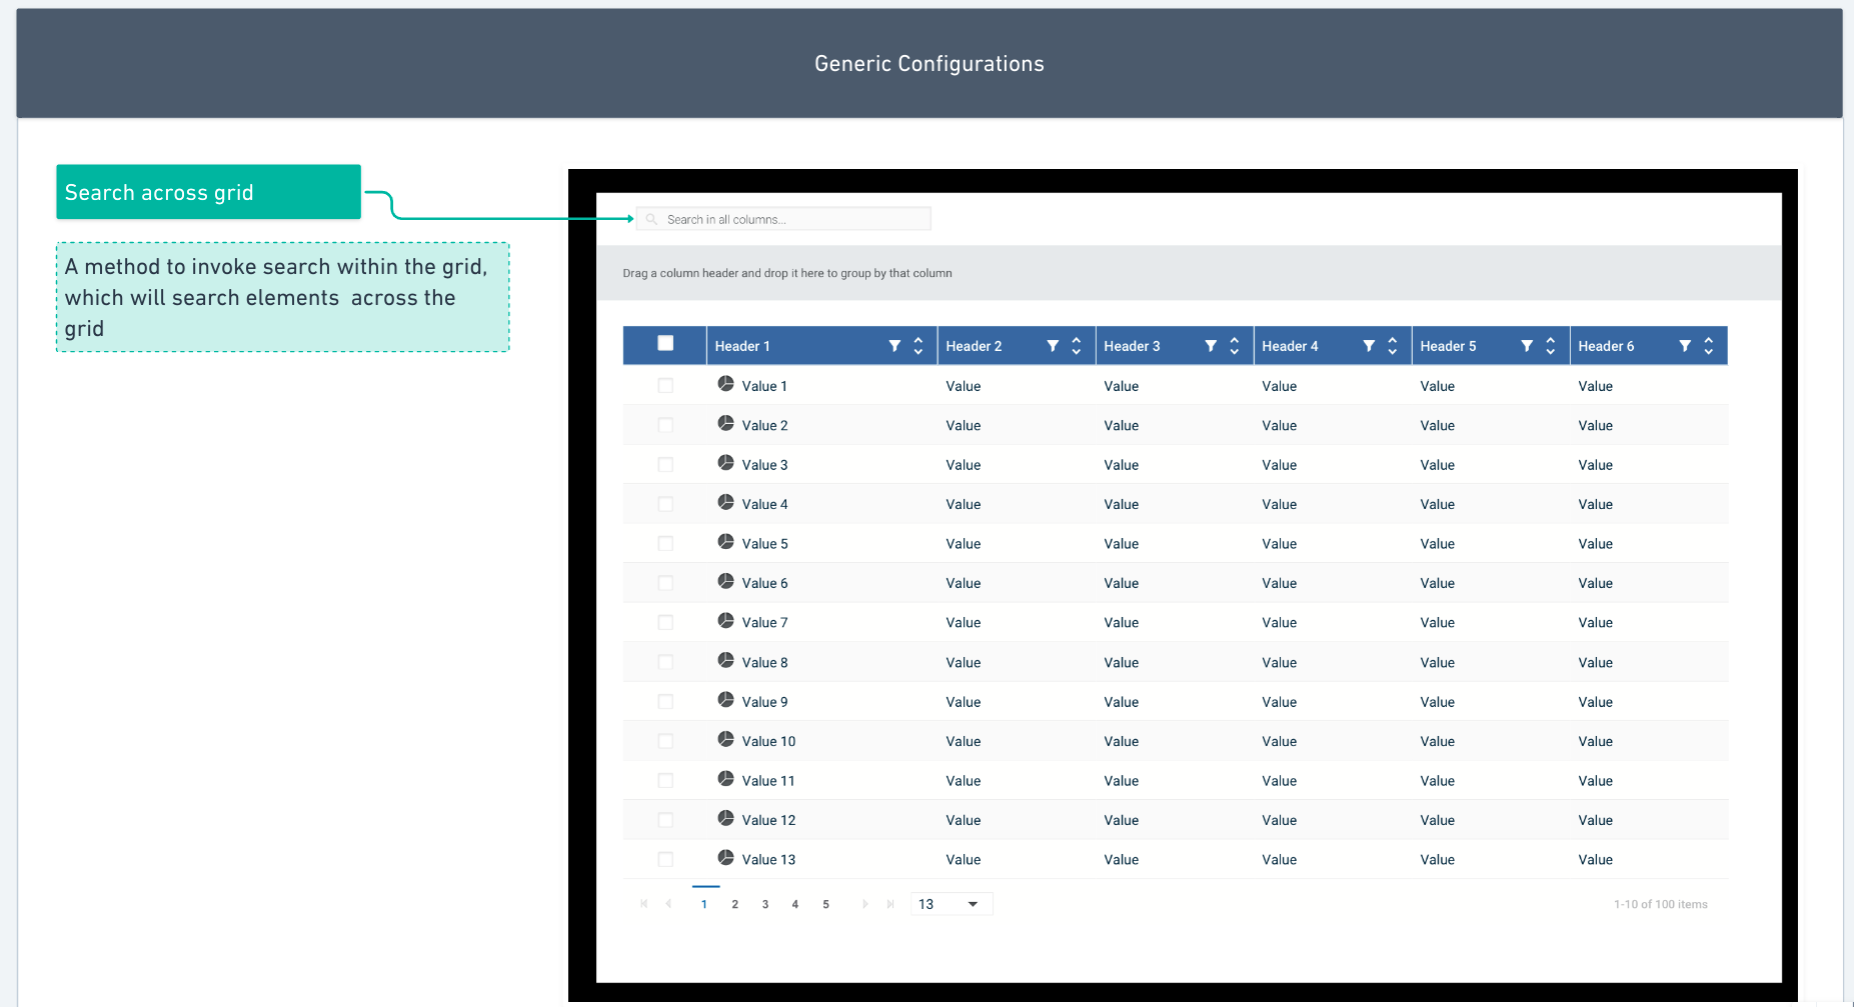 Generic Configurations
Search across grid
A method to invoke search within the grid,
which will search elements  across the
grid
Search in all columns...
Drag a column header and drop it here to group by that column
Header 1 Header 2 Header 3 Header 4 Header 5 Header 6
Value 1 Value Value Value Value Value
Value 2 Value Value Value Value Value
Value 3 Value Value Value Value Value
Value 4 Value Value Value Value Value
Value 5 Value Value Value Value Value
Value 6 Value Value Value Value Value
Value 7 Value Value Value Value Value
Value 8 Value Value Value Value Value
Value 9 Value Value Value Value Value
Value 10 Value Value Value Value Value
Value 11 Value Value Value Value Value
Value 12 Value Value Value Value Value
Value 13 Value Value Value Value Value
1 2 3 4 5 13 1-10 of 100 items